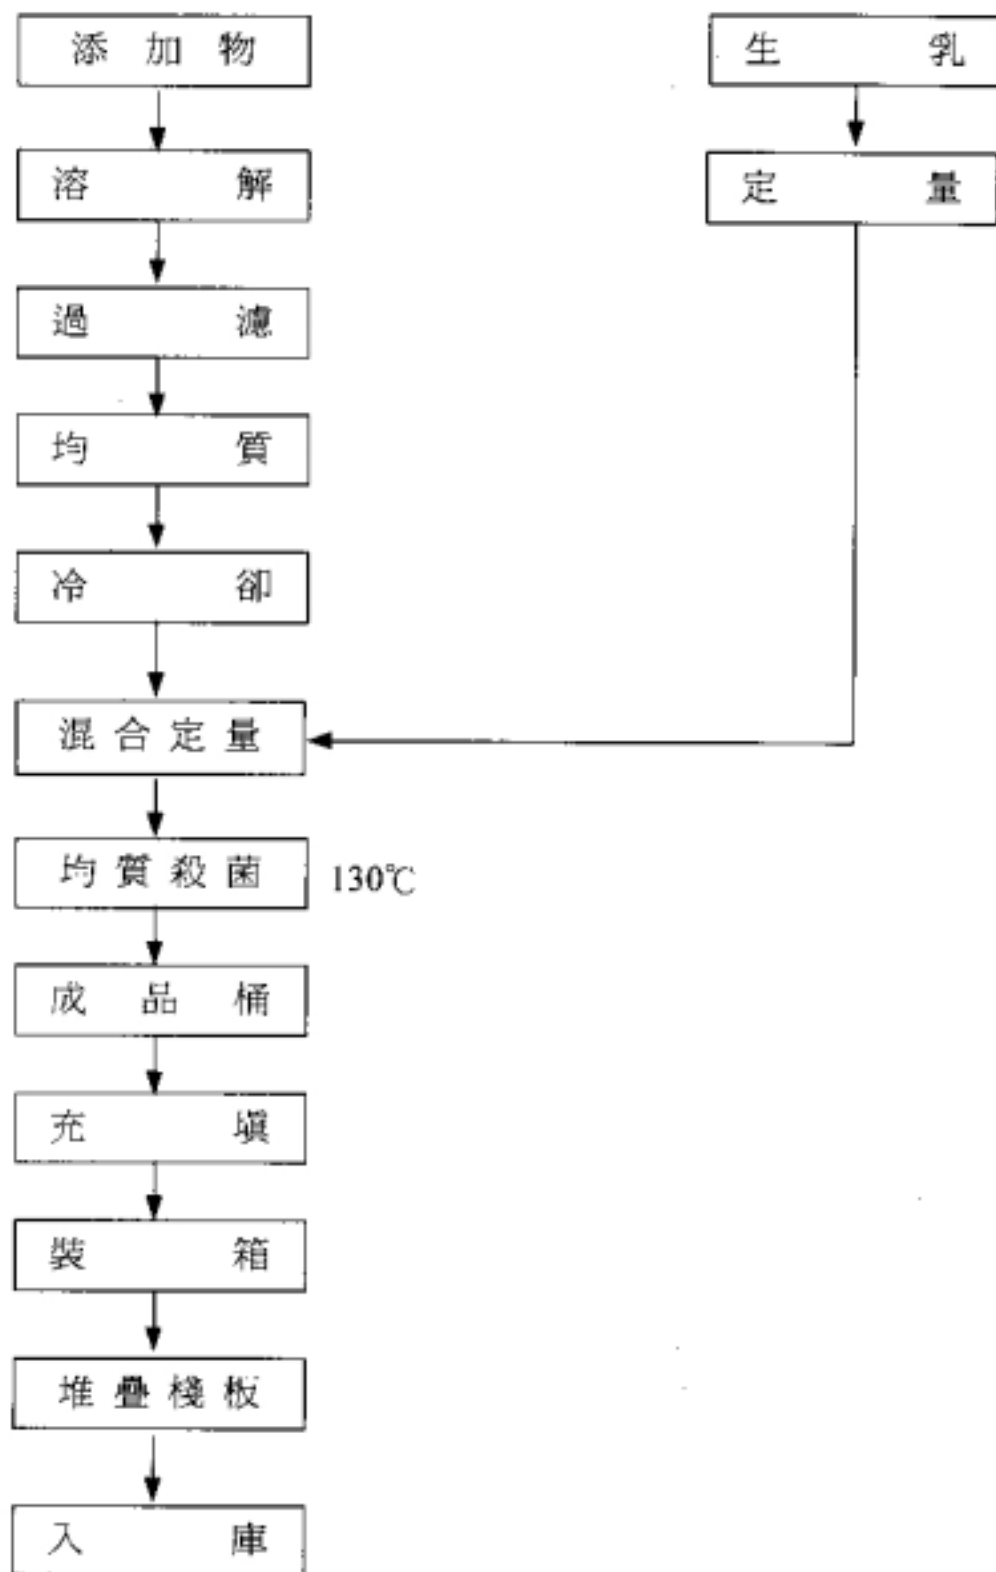 添加物
生乳
溶解
定量
過濾
均質
冷卻
混合定量
均質殺菌 130℃
成品桶
充填
裝箱
堆疊棧板
入庫